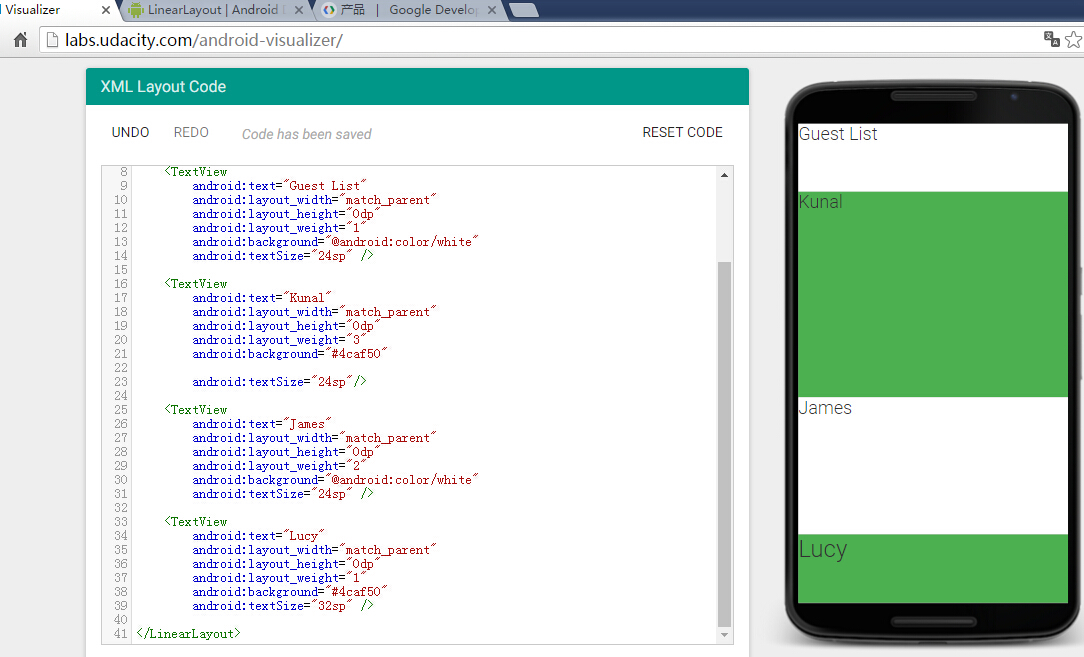 Visualizer
LinearLayout | Android
产品 | Google Develop
labs.udacity.com/android-visualizer/
XML Layout Code
UNDO REDO Code has been saved RESET CODE
8 <TextView
9 android:text="Guest List"
10 android:layout_width="match_parent"
11 android:layout_height="0dp"
12 android:layout_weight="1"
13 android:background="@android:color/white"
14 android:textSize="24sp" />
15
16 <TextView
17 android:text="Kunal"
18 android:layout_width="match_parent"
19 android:layout_height="0dp"
20 android:layout_weight="3"
21 android:background="#4caf50"
22
23 android:textSize="24sp"/>
24
25 <TextView
26 android:text="James"
27 android:layout_width="match_parent"
28 android:layout_height="0dp"
29 android:layout_weight="2"
30 android:background="@android:color/white"
31 android:textSize="24sp" />
32
33 <TextView
34 android:text="Lucy"
35 android:layout_width="match_parent"
36 android:layout_height="0dp"
37 android:layout_weight="1"
38 android:background="#4caf50"
39 android:textSize="32sp" />
40
41 </LinearLayout>
Guest List
Kunal
James
Lucy